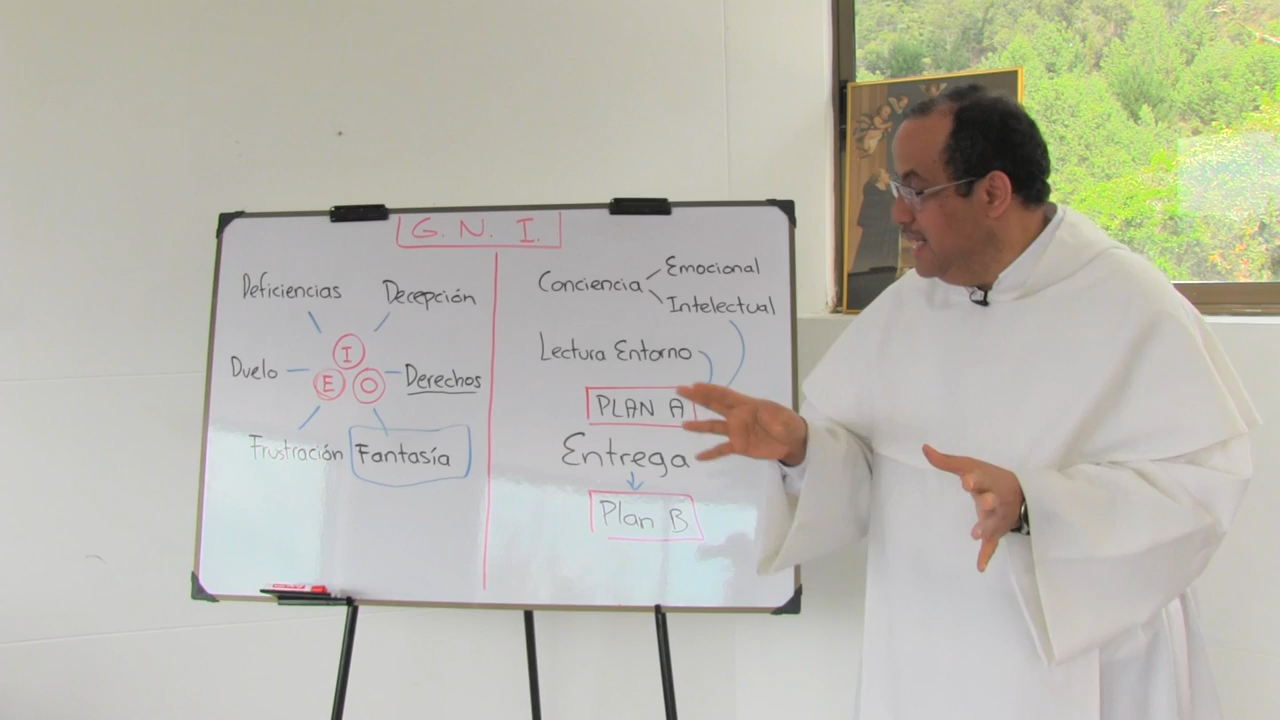 G. N. I.
Deficiencias
Decepción
I
Duelo
E
O
Derechos
Frustración
Fantasía
Conciencia
Emocional
Intelectual
Lectura Entorno
PLAN A
Entrega
Plan B